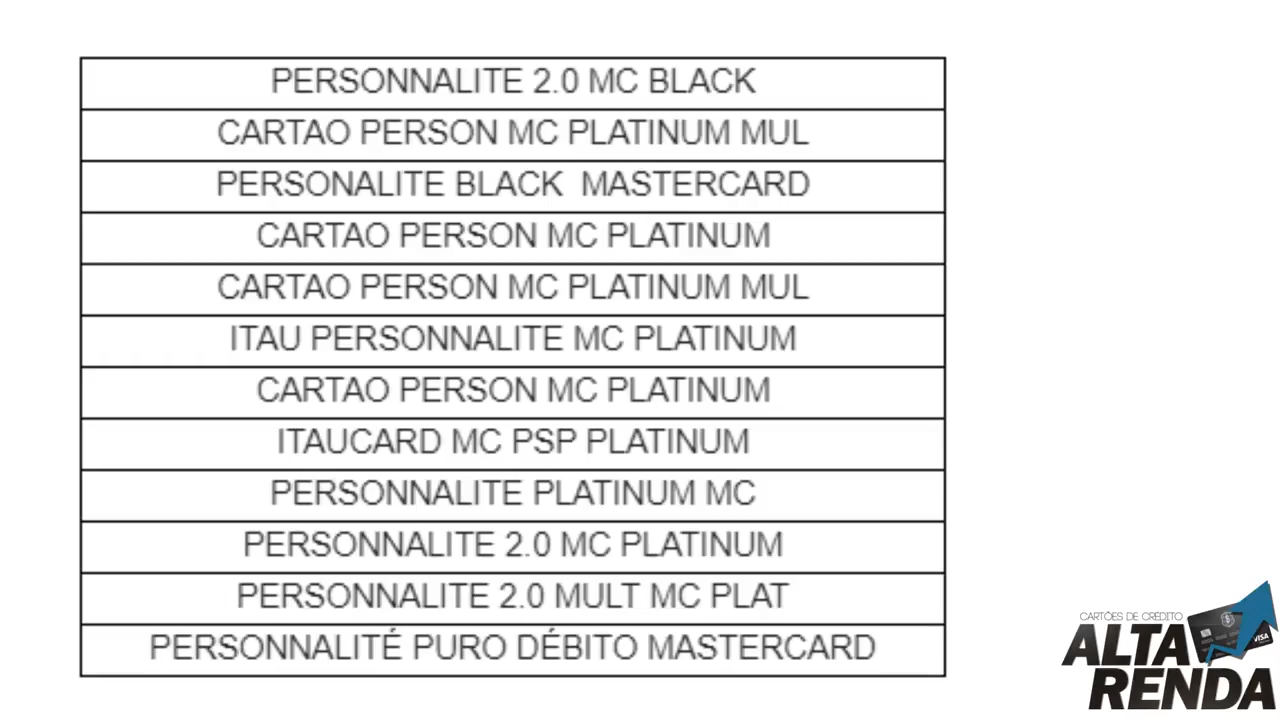 PERSONNALITE 2.0 MC BLACK
CARTAO PERSON MC PLATINUM MUL
PERSONALITE BLACK  MASTERCARD
CARTAO PERSON MC PLATINUM
CARTAO PERSON MC PLATINUM MUL
ITAU PERSONNALITE MC PLATINUM
CARTAO PERSON MC PLATINUM
ITAUCARD MC PSP PLATINUM
PERSONNALITE PLATINUM MC
PERSONNALITE 2.0 MC PLATINUM
PERSONNALITE 2.0 MULT MC PLAT
PERSONNALITÉ PURO DÉBITO MASTERCARD
CARTÕES DE CRÉDITO
ALTA
RENDA
$
VISA